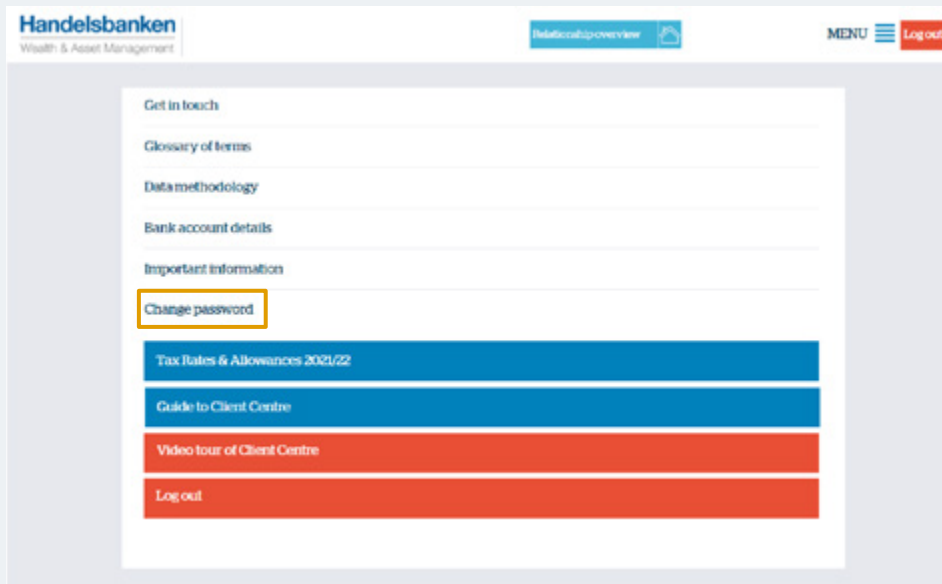 Handelsbanken
Wealth & Asset Management
Relationship overview
MENU
Log out
Get in touch
Glossary of terms
Data methodology
Bank account details
Important information
Change password
Tax Rates & Allowances 2021/22
Guide to Client Centre
Video tour of Client Centre
Log out